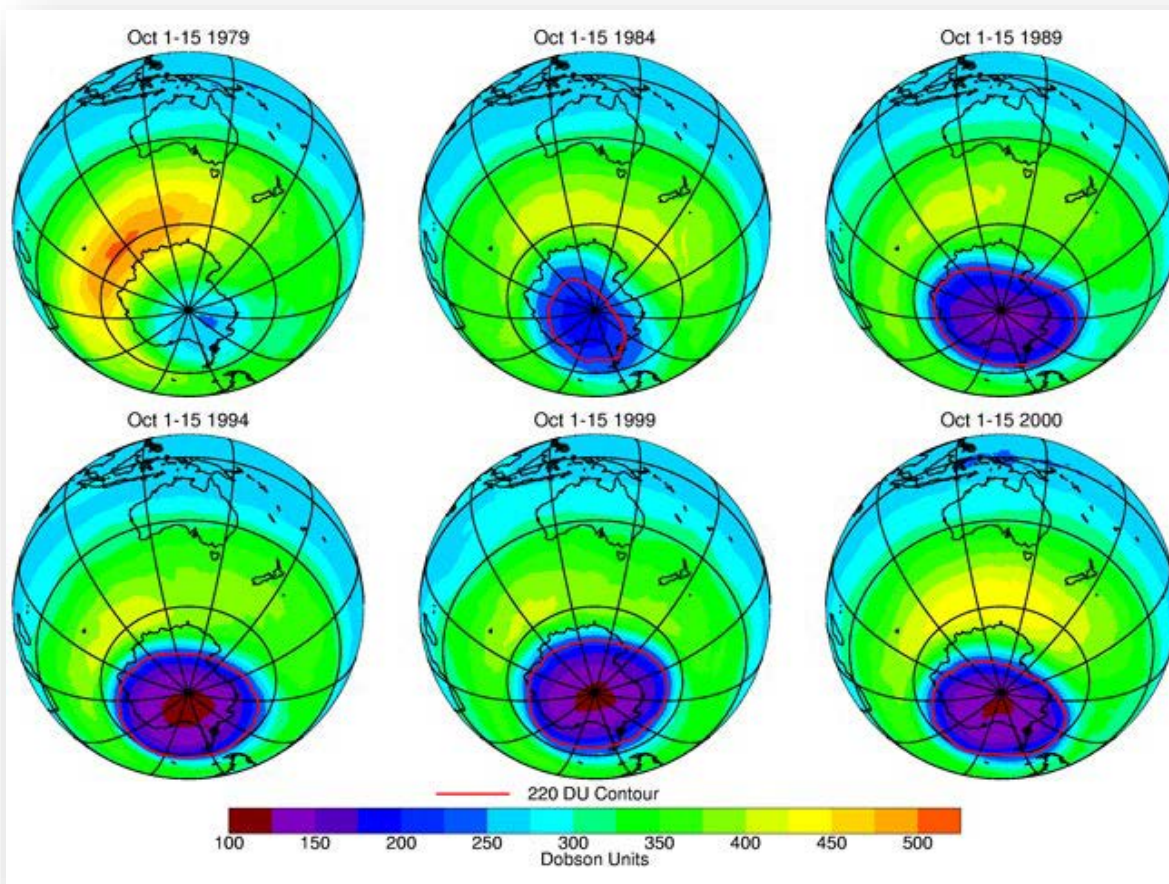 Oct 1-15 1979
Oct 1-15 1984
Oct 1-15 1989
Oct 1-15 1994
Oct 1-15 1999
Oct 1-15 2000
220 DU Contour
100 150 200 250 300 350 400 450 500
Dobson Units